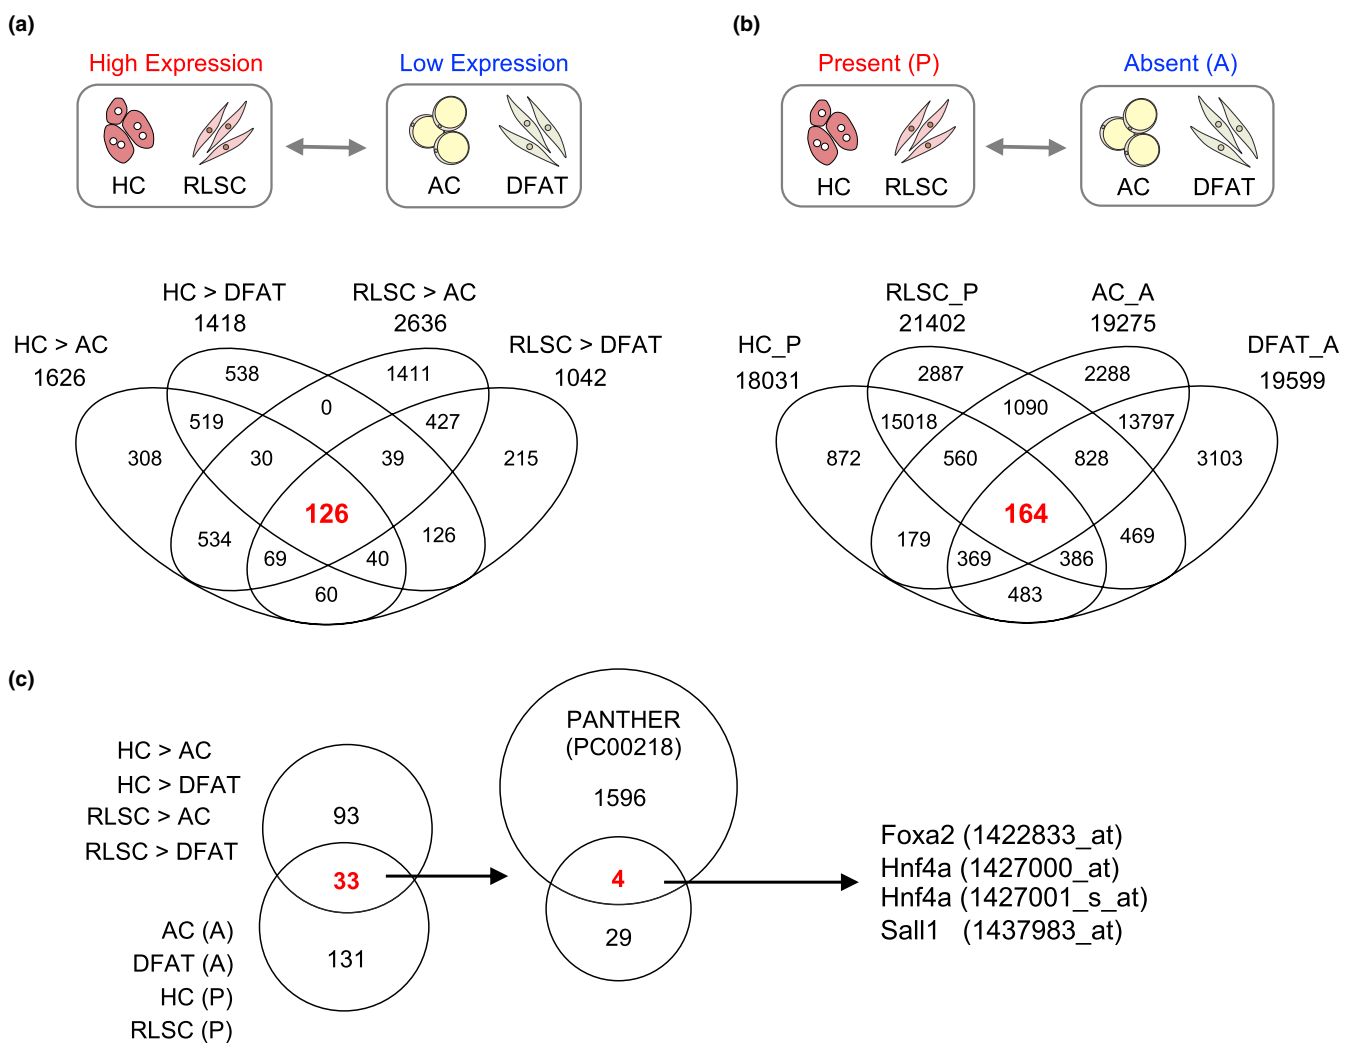 (a)
High Expression
Low Expression
HC
RLSC
AC
DFAT
HC > DFAT
1418
RLSC > AC
2636
HC > AC
1626
RLSC > DFAT
1042
538
1411
0
519
427
308
30
39
215
126
534
126
69
40
60
(b)
Present (P)
Absent (A)
HC
RLSC
AC
DFAT
RLSC_P
21402
AC_A
19275
HC_P
18031
DFAT_A
19599
2887
2288
1090
15018
13797
872
560
828
3103
164
179
469
369
386
483
(c)
HC > AC
HC > DFAT
RLSC > AC
RLSC > DFAT
93
33
AC (A)
DFAT (A)
HC (P)
RLSC (P)
131
PANTHER
(PC00218)
1596
4
29
Foxa2 (1422833_at)
Hnf4a (1427000_at)
Hnf4a (1427001_s_at)
Sall1 (1437983_at)